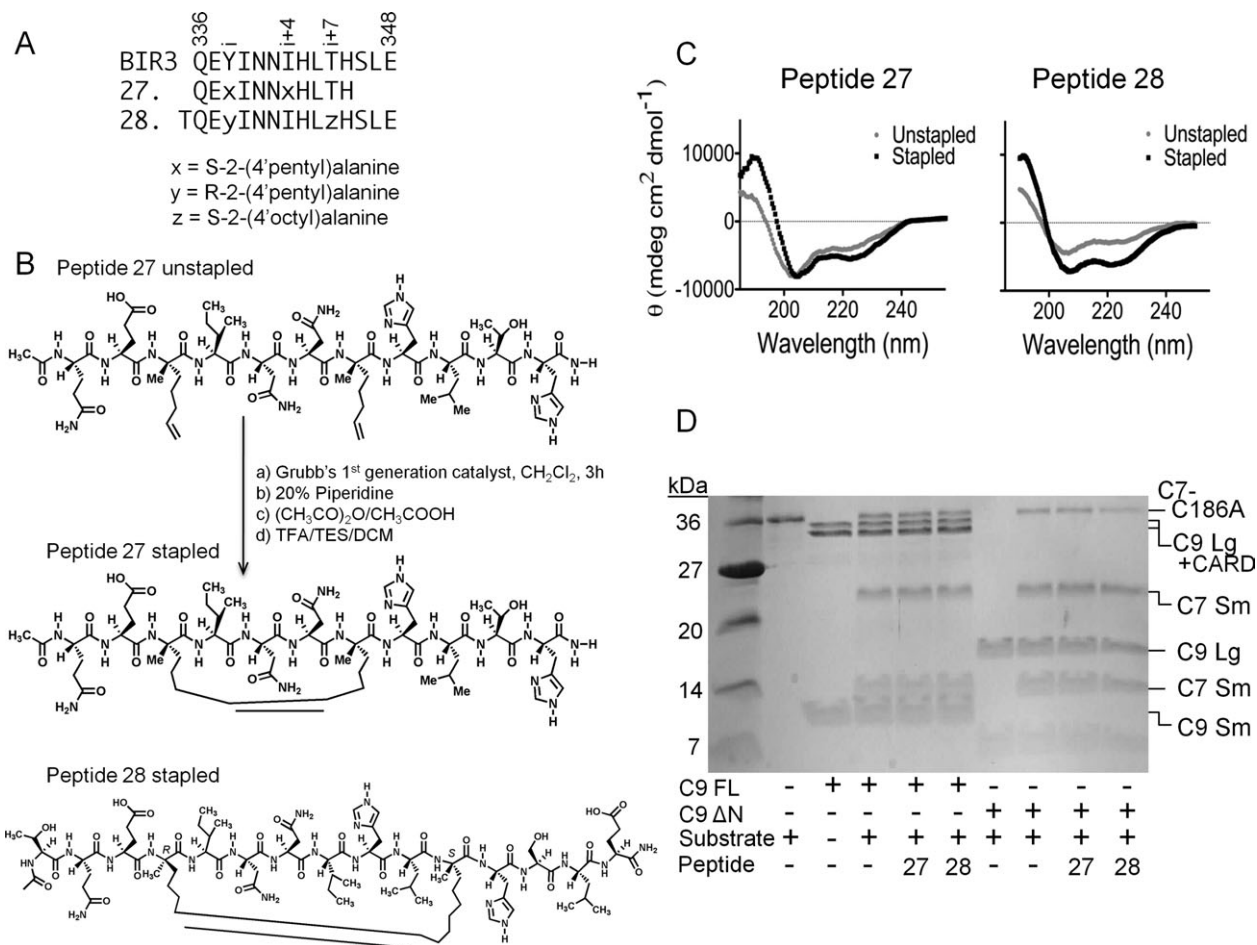 A
336 i i+4 i+7 348
BIR3 QEYINNIHLTHSLE
27. QExINNxHLTH
28. TQEyINNIHLzHSLE
x = S-2-(4'pentyl)alanine
y = R-2-(4'pentyl)alanine
z = S-2-(4'octyl)alanine
B
Peptide 27 unstapled
a) Grubb's 1st generation catalyst, CH2Cl2, 3h
b) 20% Piperidine
c) (CH3CO)2O/CH3COOH
d) TFA/TES/DCM
Peptide 27 stapled
Peptide 28 stapled
C
Peptide 27
Unstapled
Stapled
10000
0
-10000
θ (mdeg cm2 dmol-1)
200 220 240
Wavelength (nm)
Peptide 28
Unstapled
Stapled
200 220 240
Wavelength (nm)
D
kDa
36
27
20
14
7
C7-
C186A
C9 Lg
+CARD
C7 Sm
C9 Lg
C7 Sm
C9 Sm
C9 FL - + + + + - - - -
C9 ΔN - - - - - + + + +
Substrate + - + + + - + + +
Peptide - - - 27 28 - - 27 28